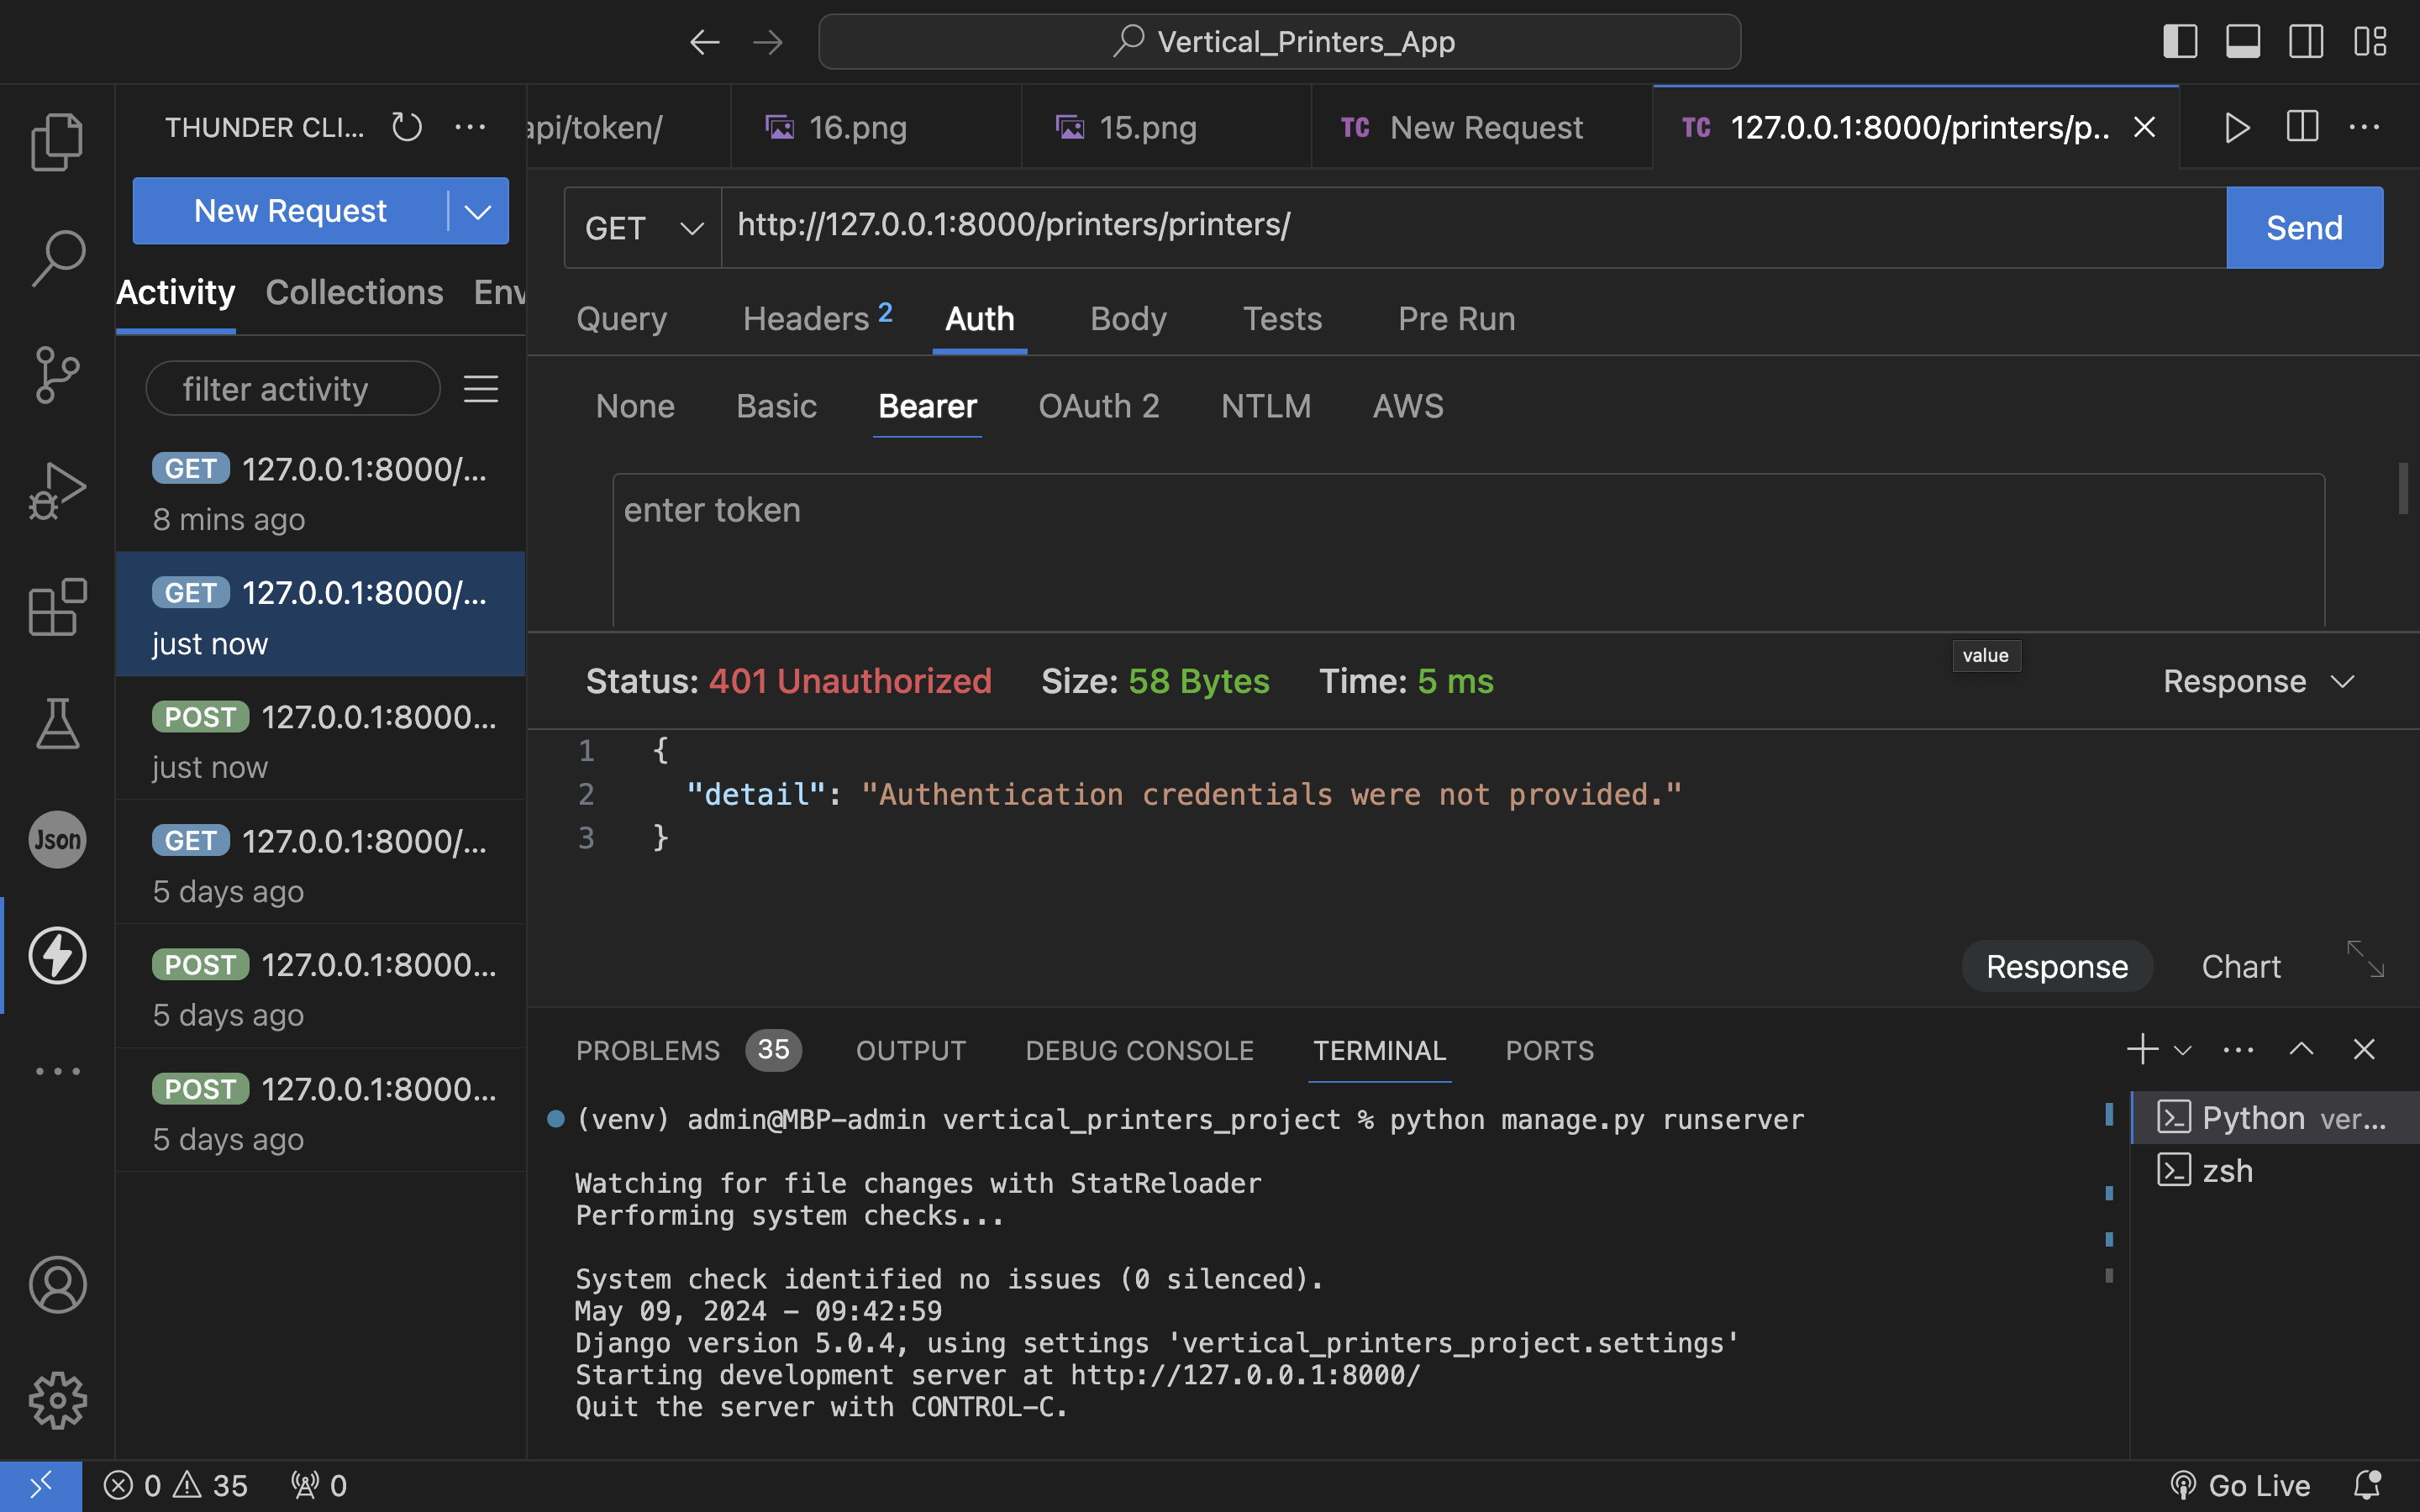 Vertical_Printers_App
THUNDER CLI...
New Request
Activity Collections Env
filter activity
GET 127.0.0.1:8000/...
8 mins ago
GET 127.0.0.1:8000/...
just now
POST 127.0.0.1:8000...
just now
GET 127.0.0.1:8000/...
5 days ago
POST 127.0.0.1:8000...
5 days ago
POST 127.0.0.1:8000...
5 days ago
Json
api/token/ 16.png 15.png TC New Request TC 127.0.0.1:8000/printers/p..
GET http://127.0.0.1:8000/printers/printers/ Send
Query Headers 2 Auth Body Tests Pre Run
None Basic Bearer OAuth 2 NTLM AWS
enter token
value
Status: 401 Unauthorized Size: 58 Bytes Time: 5 ms Response
1 {
2 "detail": "Authentication credentials were not provided."
3 }
Response Chart
PROBLEMS 35 OUTPUT DEBUG CONSOLE TERMINAL PORTS
(venv) admin@MBP-admin vertical_printers_project % python manage.py runserver
Watching for file changes with StatReloader
Performing system checks...
System check identified no issues (0 silenced).
May 09, 2024 - 09:42:59
Django version 5.0.4, using settings 'vertical_printers_project.settings'
Starting development server at http://127.0.0.1:8000/
Quit the server with CONTROL-C.
Python ver...
zsh
0 35 0 Go Live